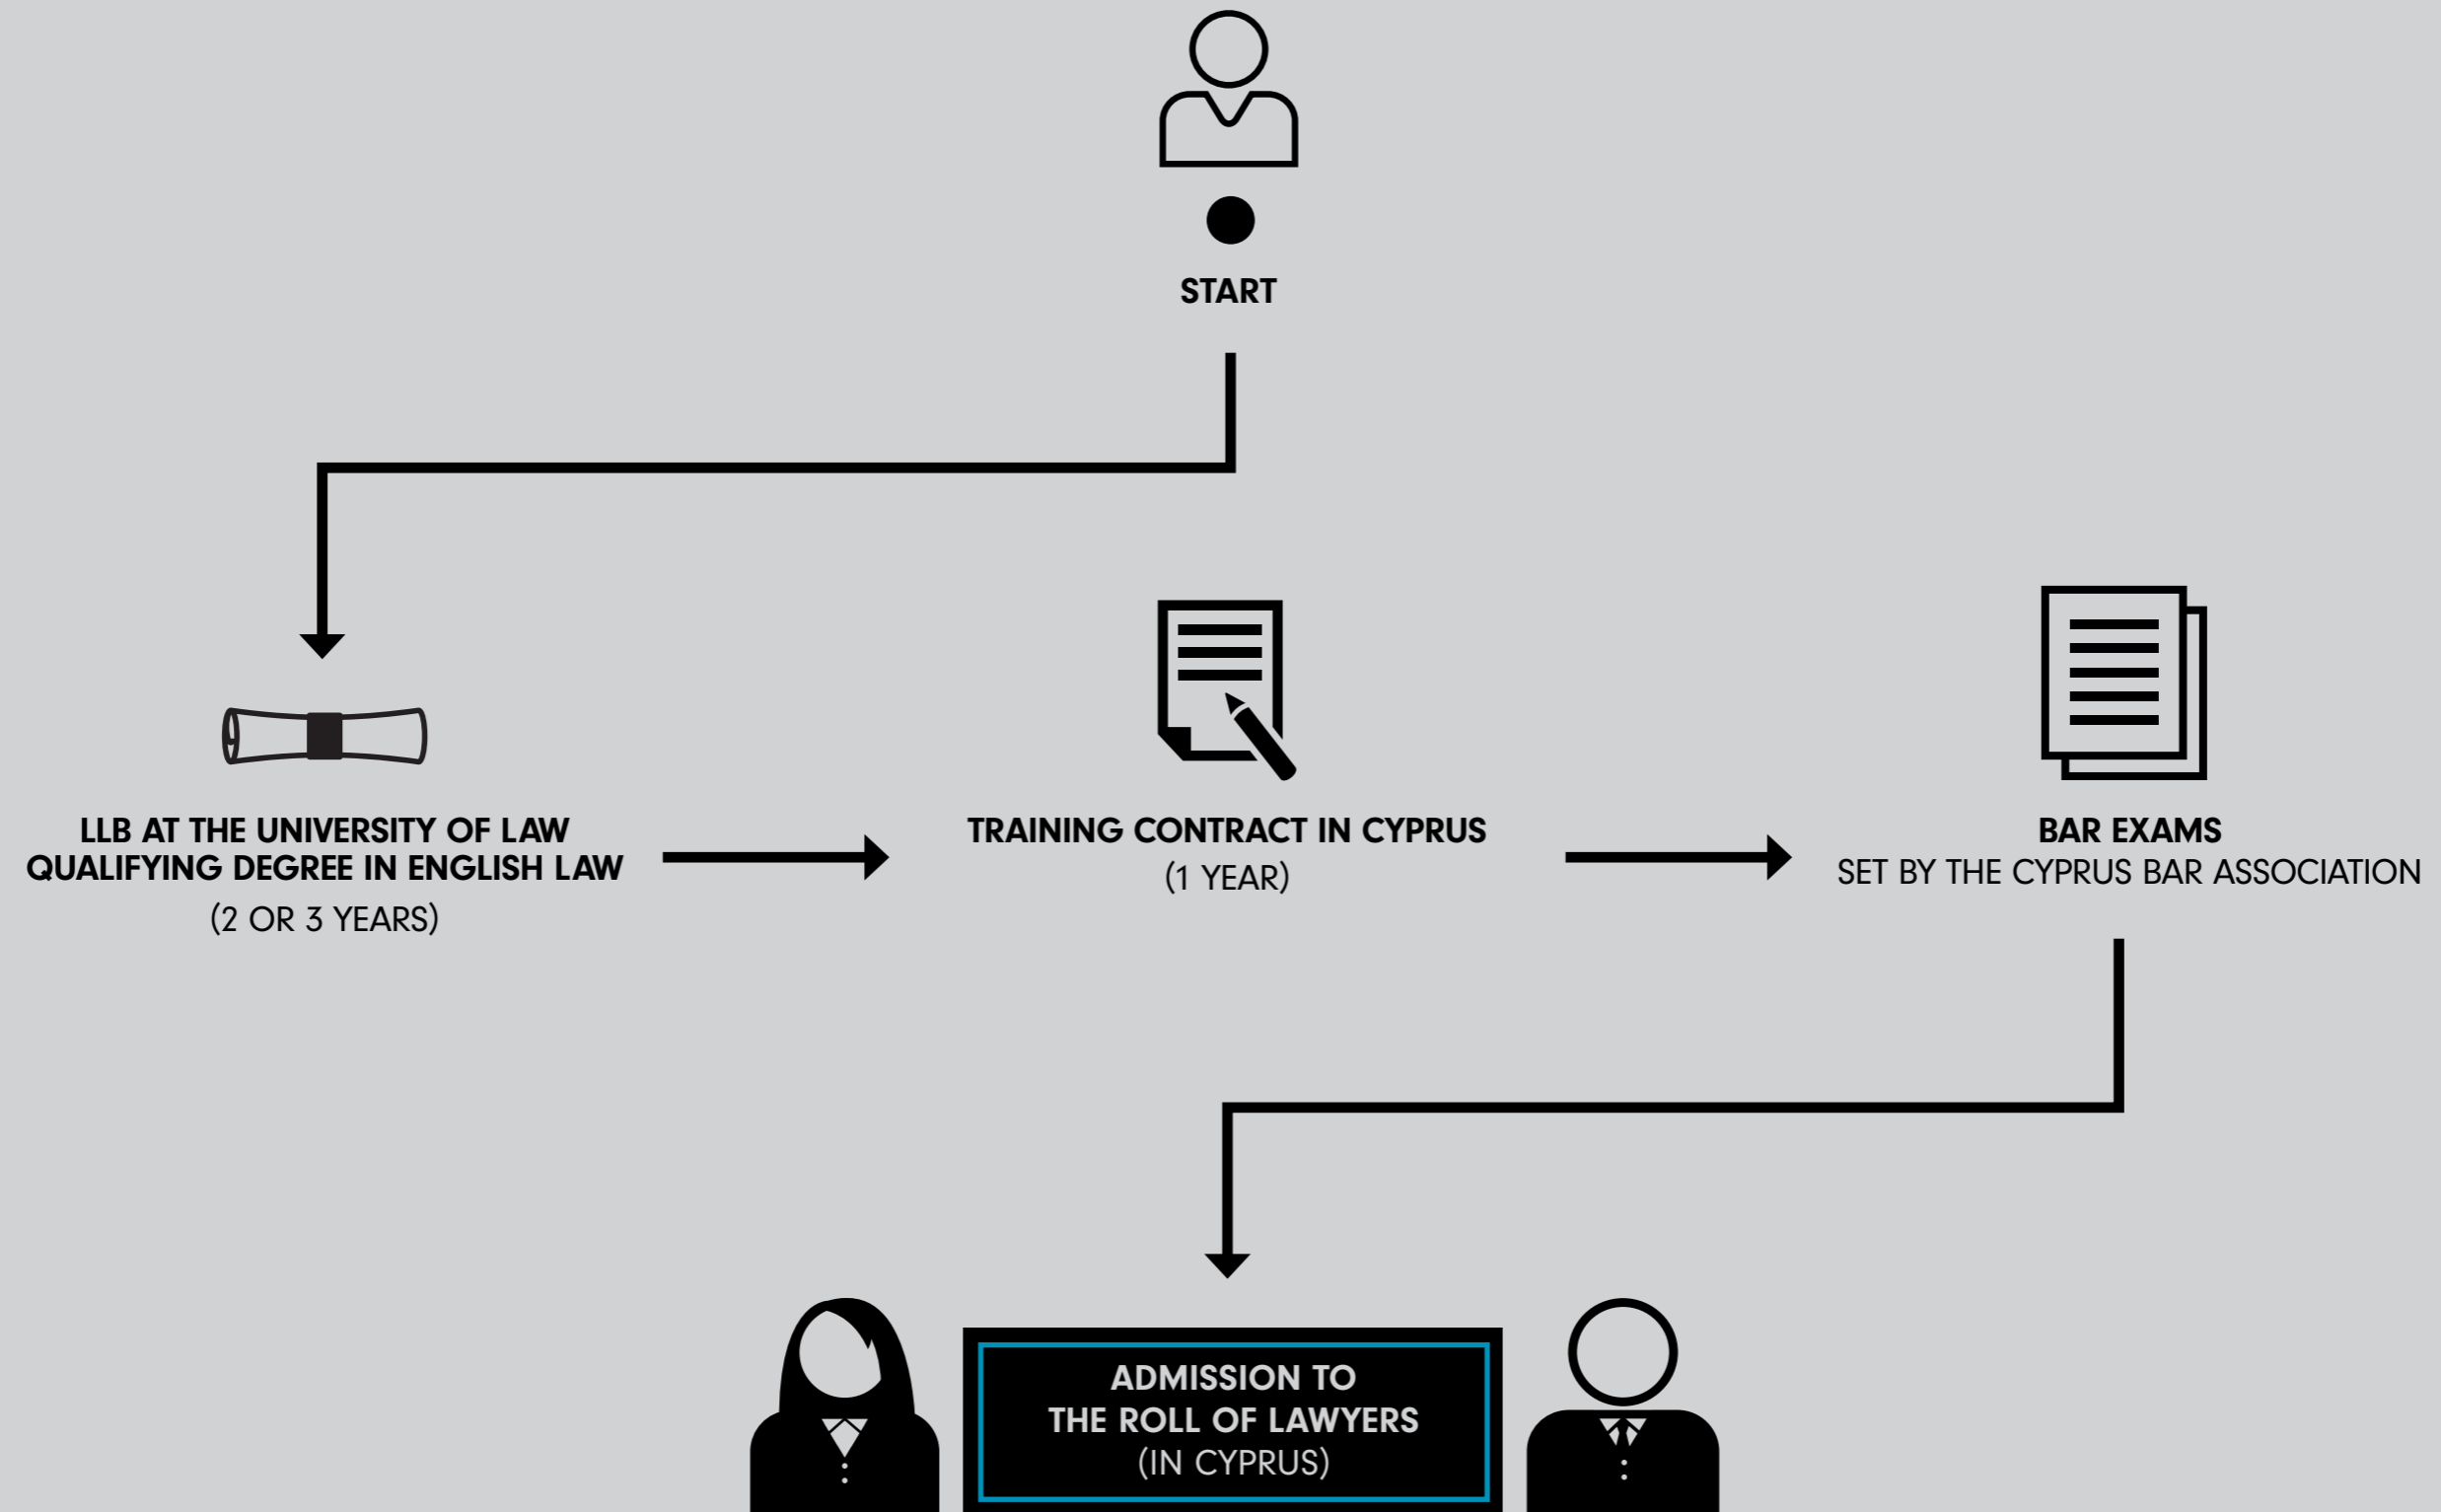 START
LLB AT THE UNIVERSITY OF LAW
QUALIFYING DEGREE IN ENGLISH LAW
(2 OR 3 YEARS)
TRAINING CONTRACT IN CYPRUS
(1 YEAR)
BAR EXAMS
SET BY THE CYPRUS BAR ASSOCIATION
ADMISSION TO
THE ROLL OF LAWYERS
(IN CYPRUS)